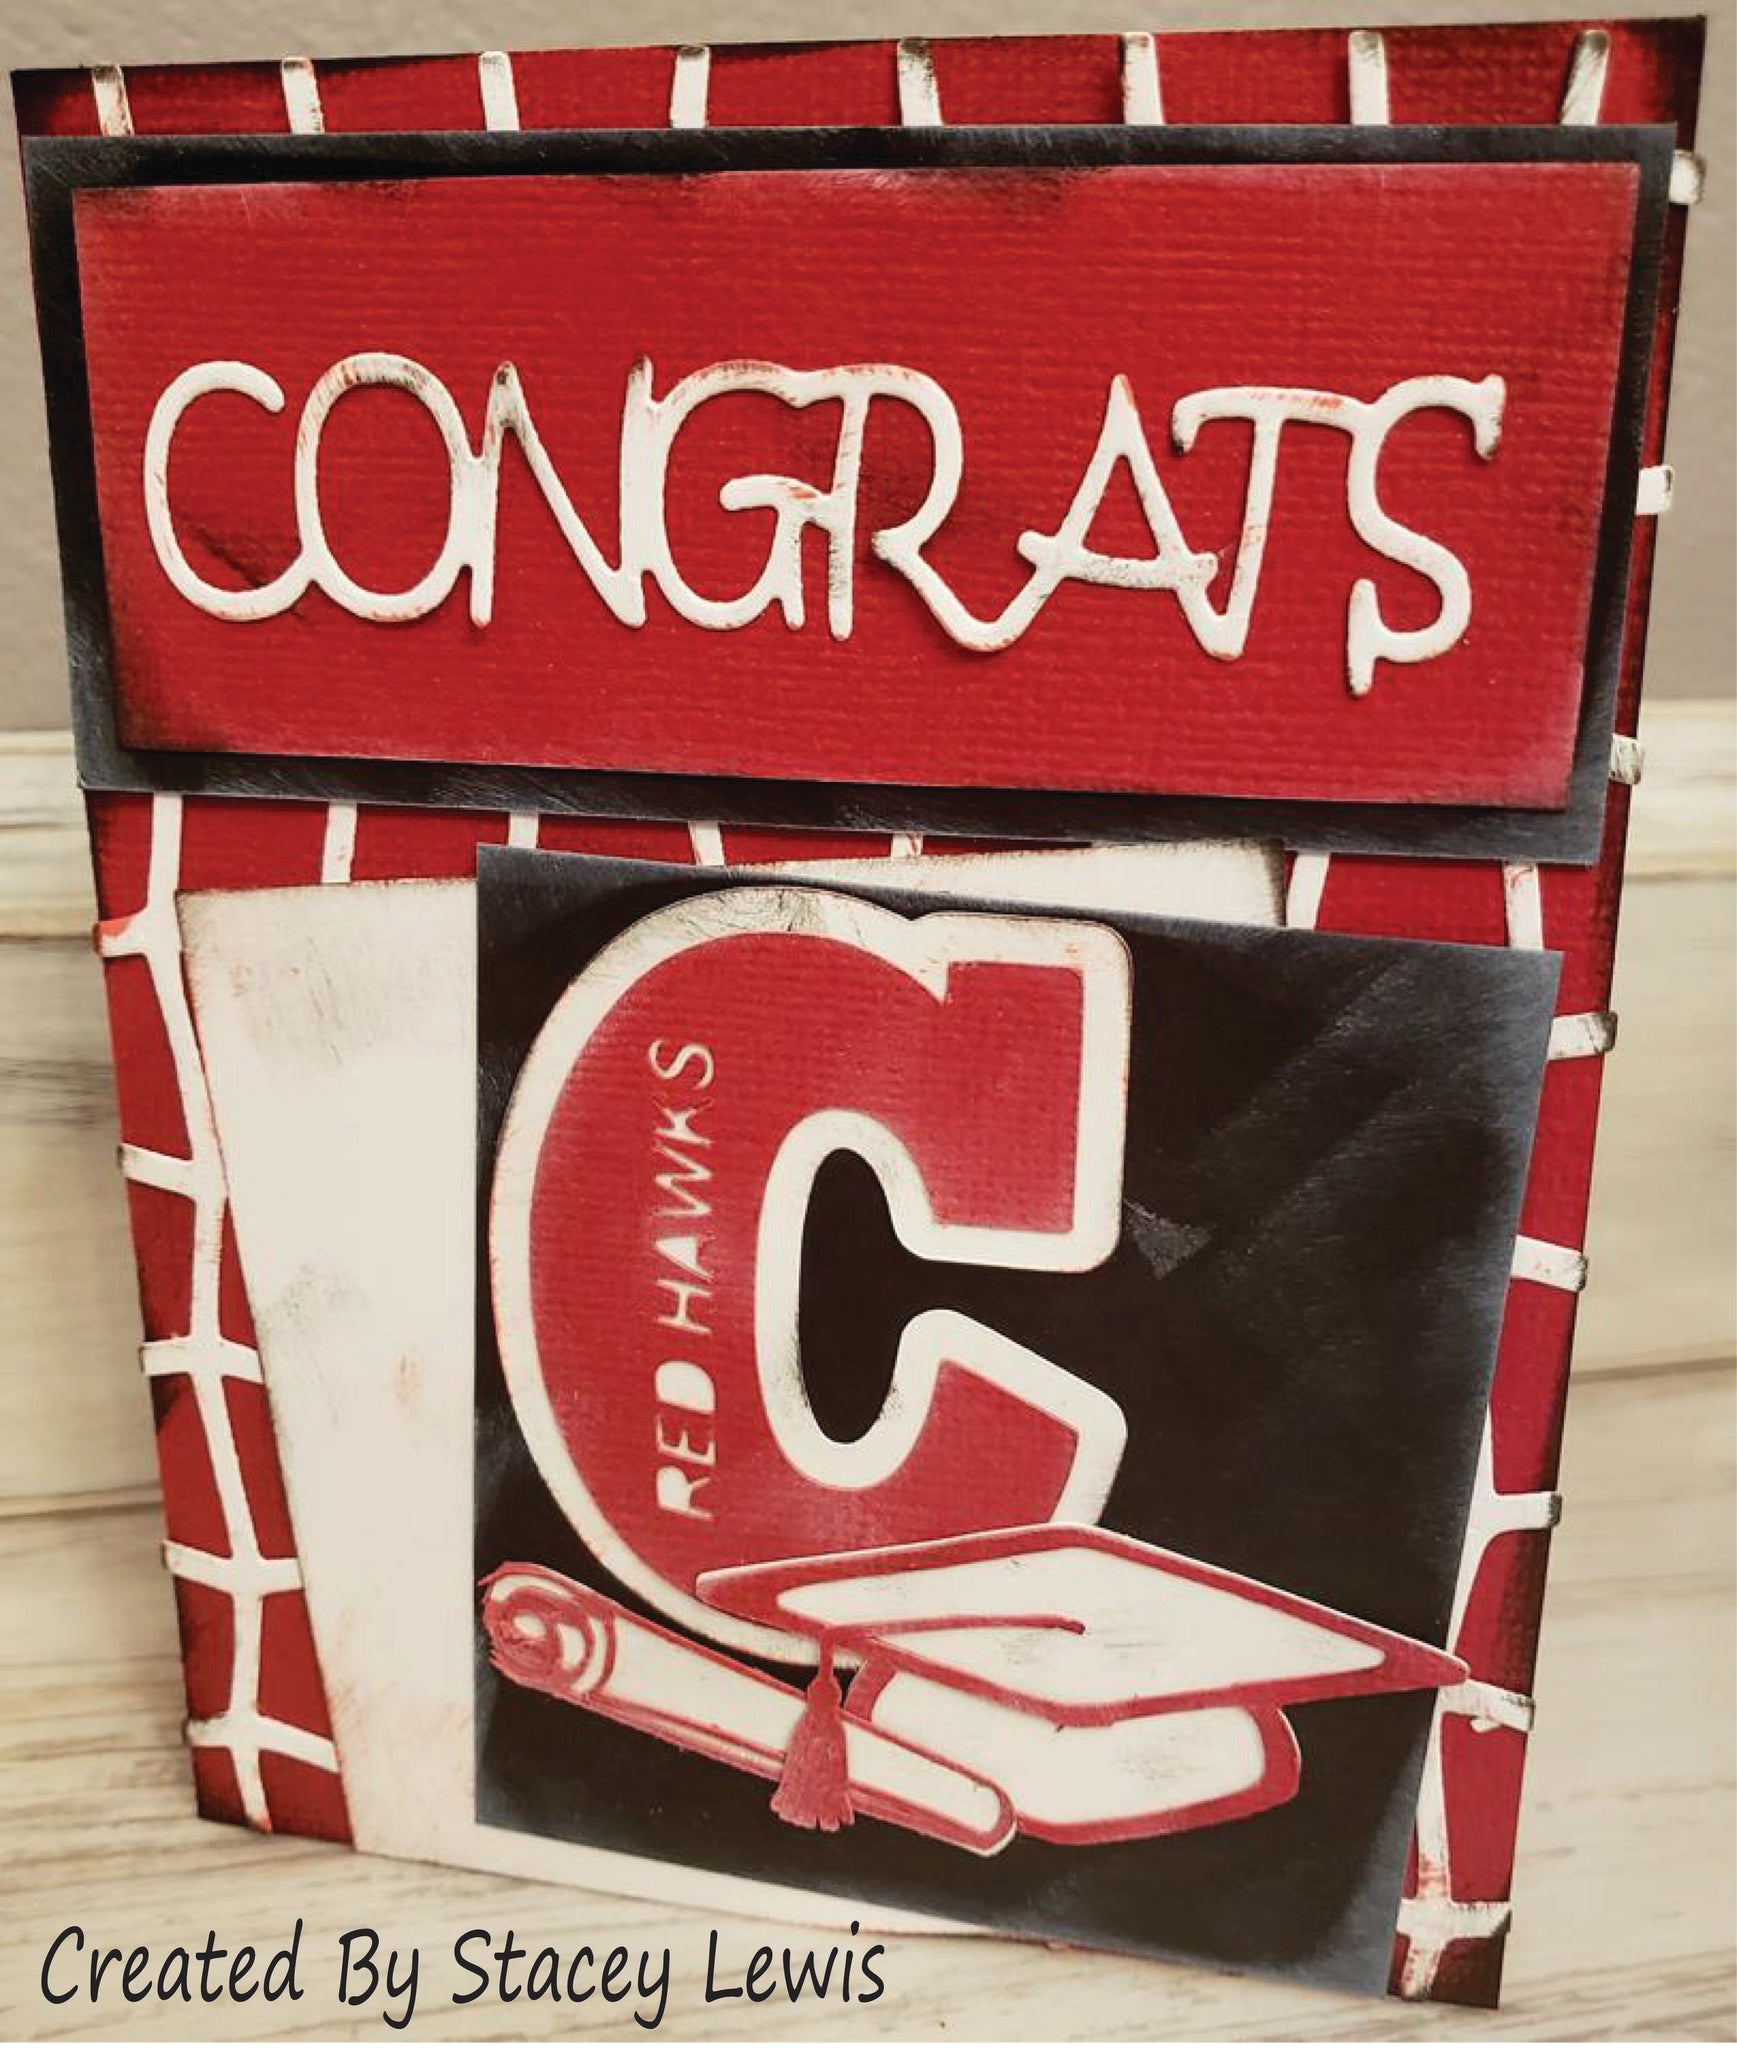 CONGRATS
C
RED HAWKS
Created By Stacey Lewis